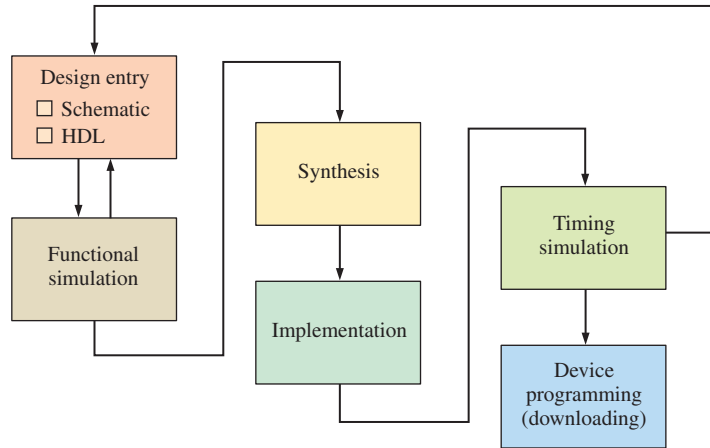 Design entry
Schematic
HDL
Functional
simulation
Synthesis
Implementation
Timing
simulation
Device
programming
(downloading)